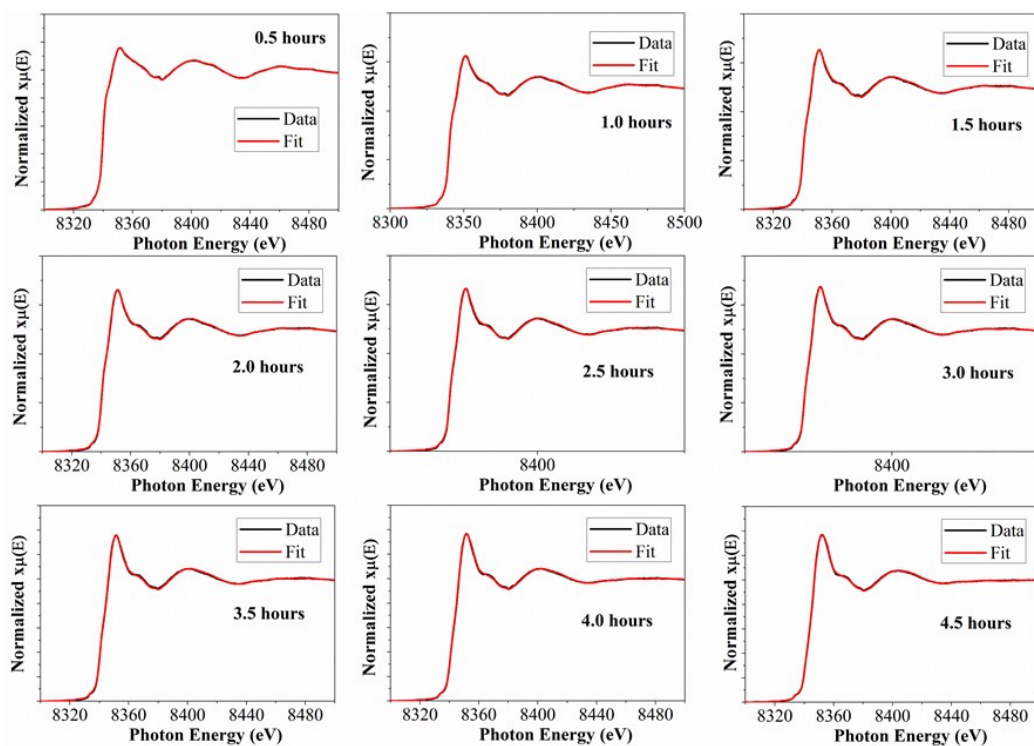 0.5 hours
Data
Fit
Normalized xμ(E)
8320 8360 8400 8440 8480
Photon Energy (eV)
Data
Fit
1.0 hours
Normalized xμ(E)
8300 8350 8400 8450 8500
Photon Energy (eV)
Data
Fit
1.5 hours
Normalized xμ(E)
8320 8360 8400 8440 8480
Photon Energy (eV)
Data
Fit
2.0 hours
Normalized xμ(E)
8320 8360 8400 8440 8480
Photon Energy (eV)
Data
Fit
2.5 hours
Normalized xμ(E)
8400
Photon Energy (eV)
Data
Fit
3.0 hours
Normalized xμ(E)
8400
Photon Energy (eV)
Data
Fit
3.5 hours
Normalized xμ(E)
8320 8360 8400 8440 8480
Photon Energy (eV)
Data
Fit
4.0 hours
Normalized xμ(E)
8320 8360 8400 8440 8480
Photon Energy (eV)
Data
Fit
4.5 hours
Normalized xμ(E)
8320 8360 8400 8440 8480
Photon Energy (eV)